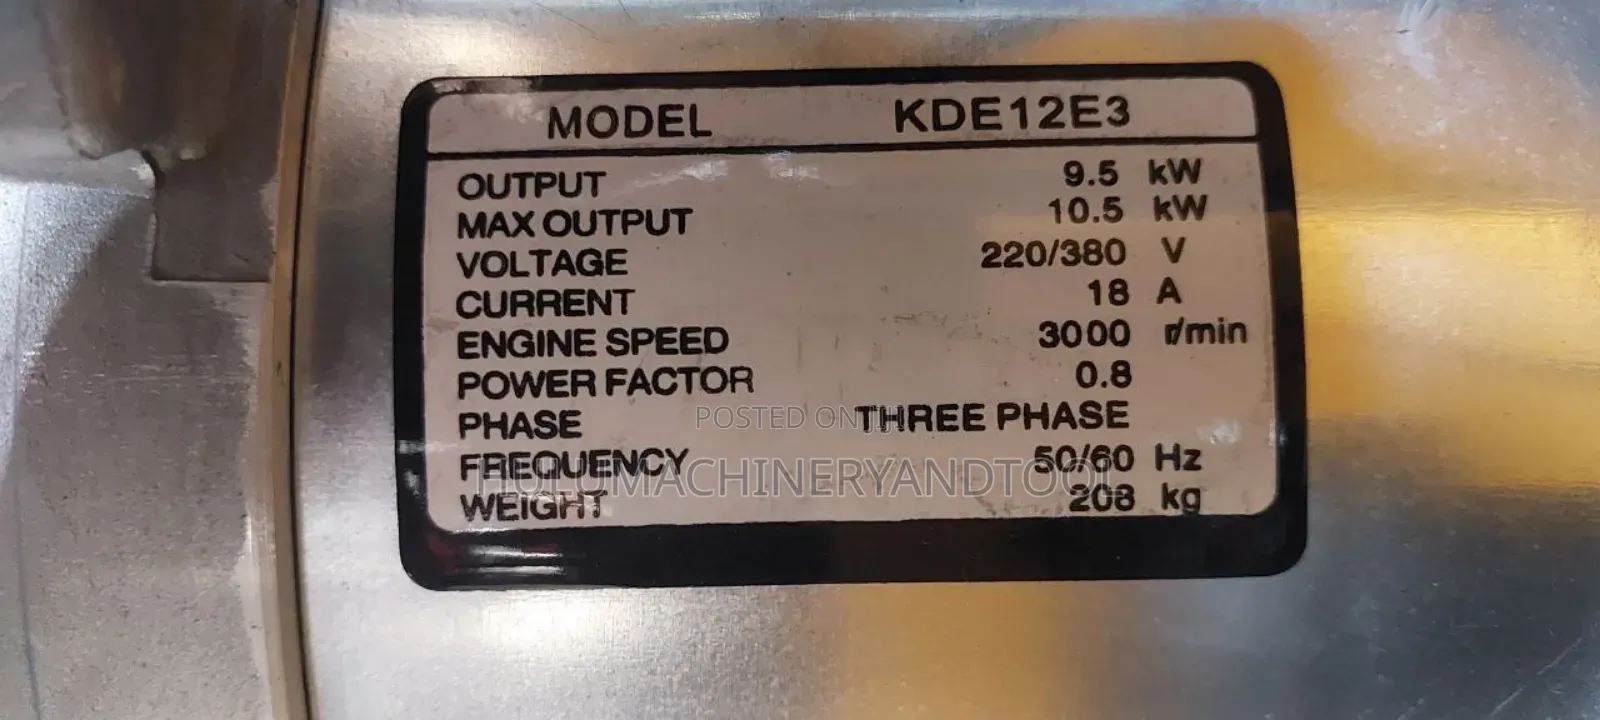 MODEL KDE12E3
OUTPUT 9.5 kW
MAX OUTPUT 10.5 kW
VOLTAGE 220/380 V
CURRENT 18 A
ENGINE SPEED 3000 r/min
POWER FACTOR 0.8
POSTED ON
PHASE THREE PHASE
FREQUENCY 50/60 Hz
WEIGHT 208 kg